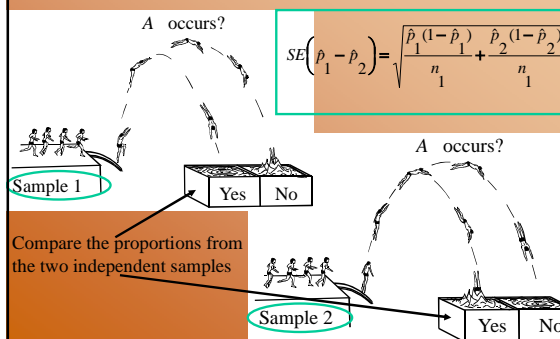 A occurs?
SE(p̂₁ − p̂₂) = √( p̂₁(1− p̂₁)/n₁ + p̂₂(1− p̂₂)/n₁ )
Sample 1
Yes No
A occurs?
Compare the proportions from
the two independent samples
Sample 2
Yes No